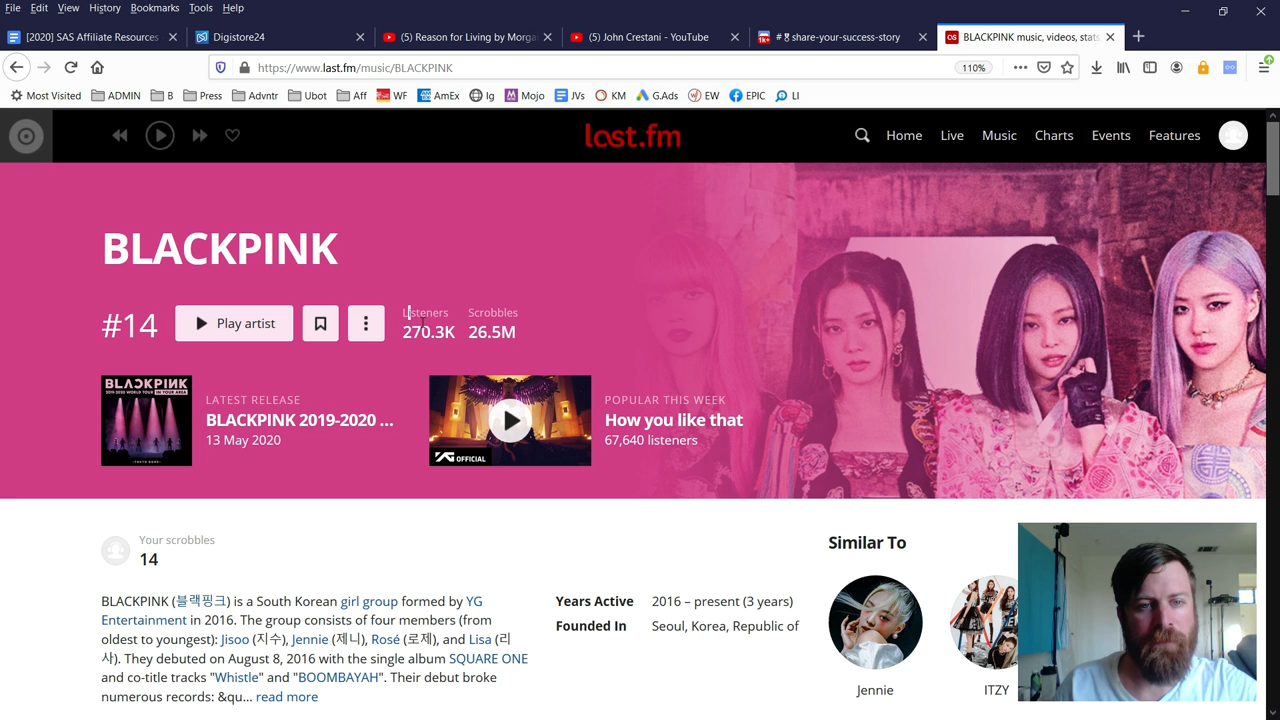 File Edit View History Bookmarks Tools Help
[2020] SAS Affiliate Resources
Digistore24
(5) Reason for Living by Morga
(5) John Crestani - YouTube
1k+ # share-your-success-story
BLACKPINK music, videos, stats
https://www.last.fm/music/BLACKPINK
110%
Most Visited ADMIN B Press Advntr Ubot Aff WF AmEx Ig Mojo JVs KM G.Ads EW EPIC LI
last.fm
Home Live Music Charts Events Features
BLACKPINK
#14
Play artist
Listeners Scrobbles
270.3K 26.5M
BLACKPINK
LATEST RELEASE
BLACKPINK 2019-2020 ...
13 May 2020
YG OFFICIAL
POPULAR THIS WEEK
How you like that
67,640 listeners
Your scrobbles
14
BLACKPINK (블랙핑크) is a South Korean girl group formed by YG
Entertainment in 2016. The group consists of four members (from
oldest to youngest): Jisoo (지수), Jennie (제니), Rosé (로제), and Lisa (리
사). They debuted on August 8, 2016 with the single album SQUARE ONE
and co-title tracks "Whistle" and "BOOMBAYAH". Their debut broke
numerous records: &qu... read more
Years Active 2016 – present (3 years)
Founded In Seoul, Korea, Republic of
Similar To
Jennie
ITZY